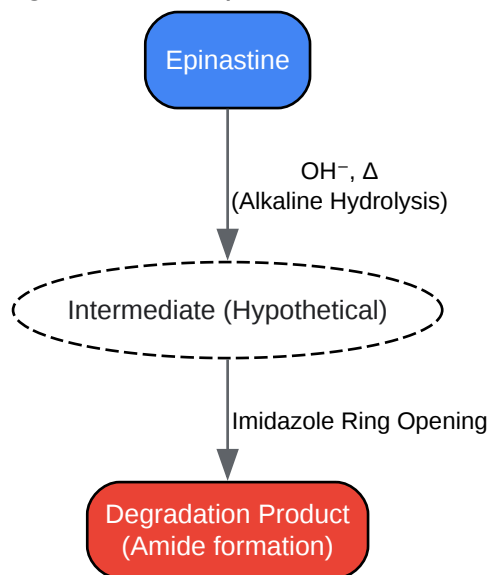 Epinastine
OH⁻, Δ
(Alkaline Hydrolysis)
Intermediate (Hypothetical)
Imidazole Ring Opening
Degradation Product
(Amide formation)